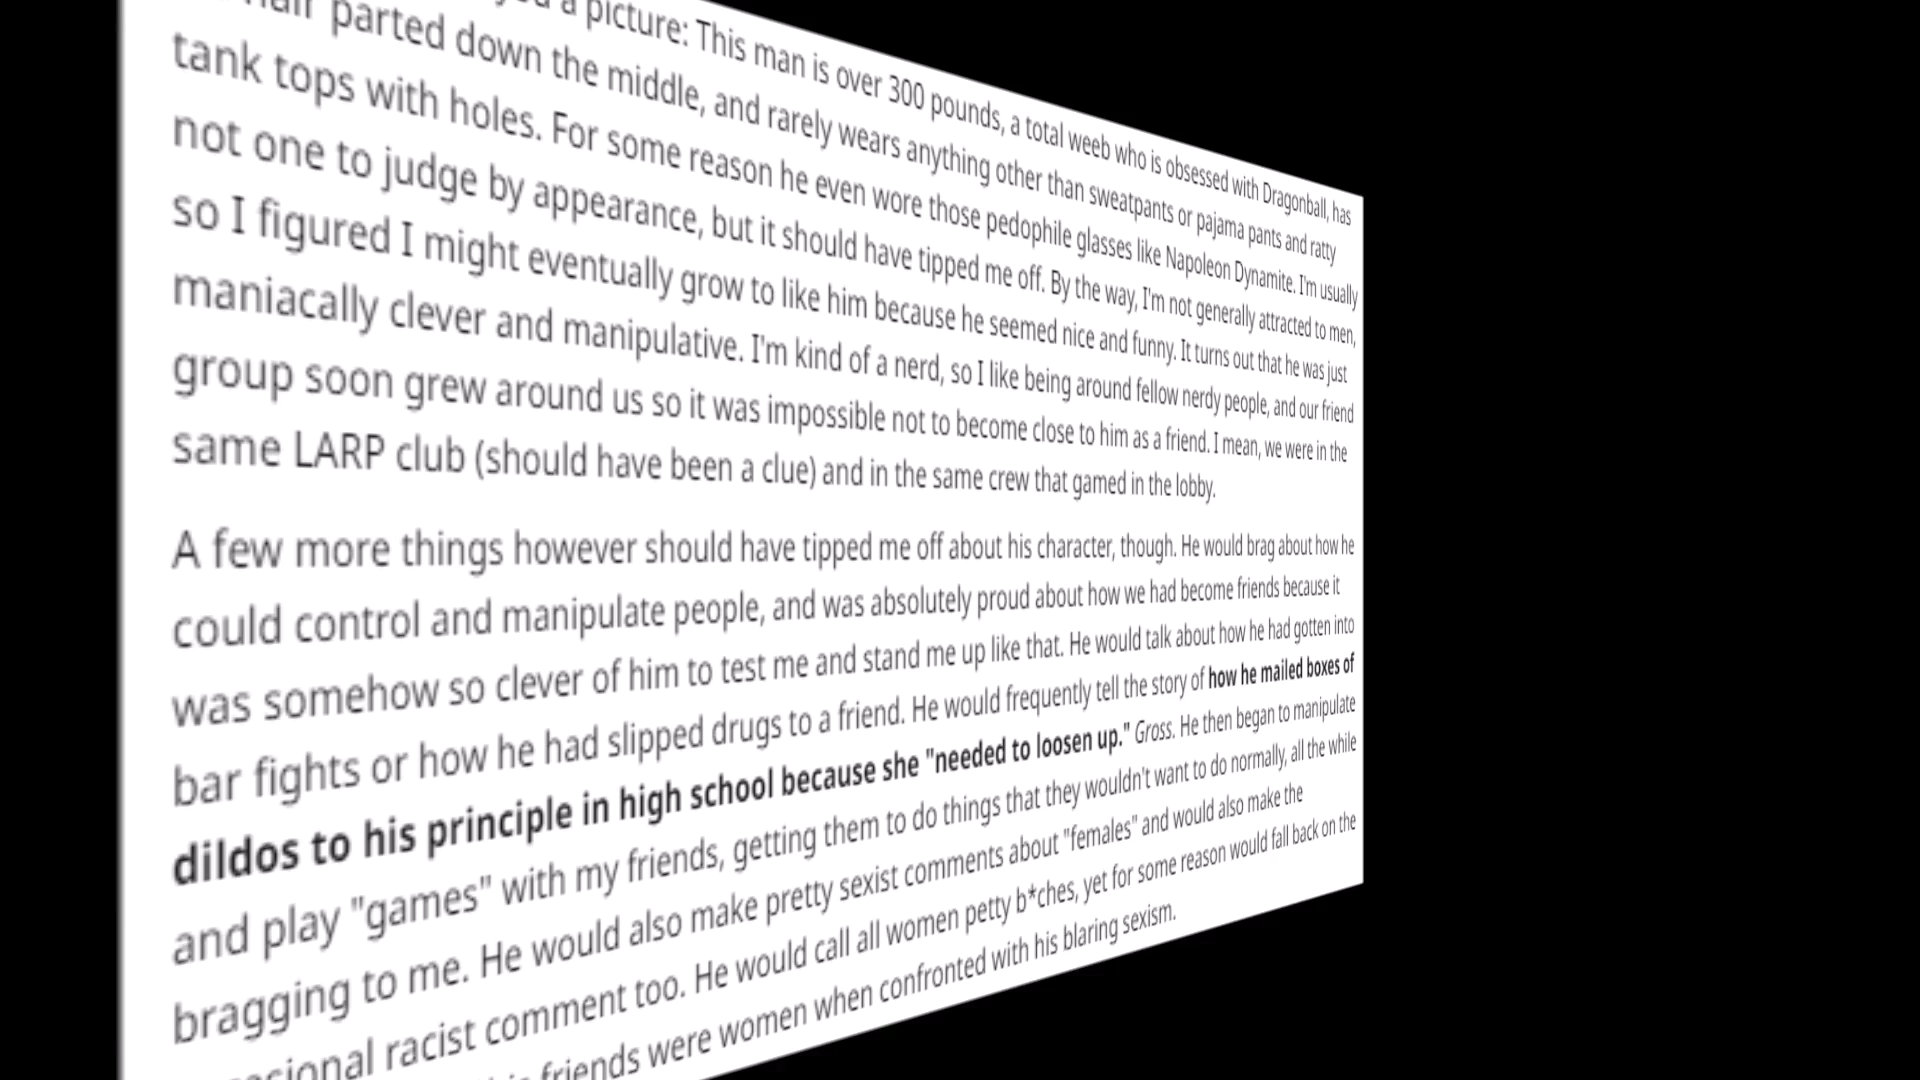 a picture: This man is over 300 pounds, a total weeb who is obsessed with Dragonball, has
hair parted down the middle, and rarely wears anything other than sweatpants or pajama pants and ratty
tank tops with holes. For some reason he even wore those pedophile glasses like Napoleon Dynamite. I'm usually
not one to judge by appearance, but it should have tipped me off. By the way, I'm not generally attracted to men,
so I figured I might eventually grow to like him because he seemed nice and funny. It turns out that he was just
maniacally clever and manipulative. I'm kind of a nerd, so I like being around fellow nerdy people, and our friend
group soon grew around us so it was impossible not to become close to him as a friend. I mean, we were in the
same LARP club (should have been a clue) and in the same crew that gamed in the lobby.
A few more things however should have tipped me off about his character, though. He would brag about how he
could control and manipulate people, and was absolutely proud about how we had become friends because it
was somehow so clever of him to test me and stand me up like that. He would talk about how he had gotten into
bar fights or how he had slipped drugs to a friend. He would frequently tell the story of how he mailed boxes of
dildos to his principle in high school because she "needed to loosen up." Gross. He then began to manipulate
and play "games" with my friends, getting them to do things that they wouldn't want to do normally, all the while
bragging to me. He would also make pretty sexist comments about "females" and would also make the
racist comment too. He would call all women petty b*ches, yet for some reason would fall back on the
friends were women when confronted with his blaring sexism.